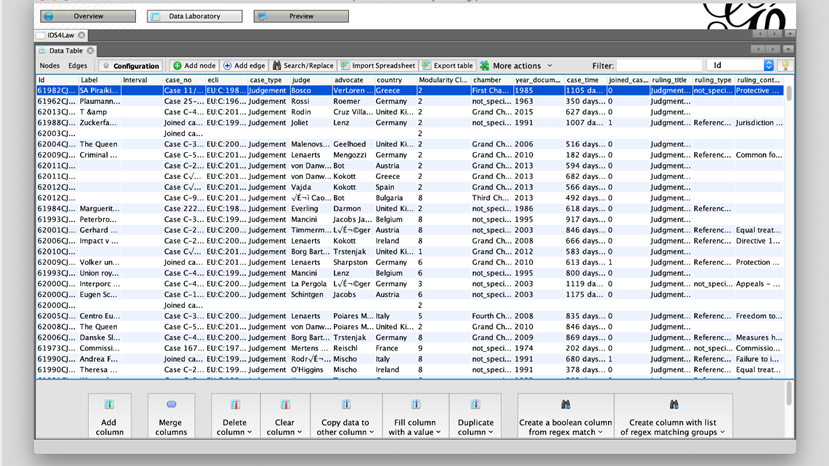 Overview Data Laboratory Preview
IDS4Law
Data Table
Nodes Edges Configuration Add node Add edge Search/Replace Import Spreadsheet Export table More actions Filter: Id
Id Label Interval case_no ecli case_type judge advocate country Modularity Cl... chamber year_docum... case_time joined_cas... ruling_title ruling_type ruling_cont...
61982CJ... SA Piraiki... Case 11/... EU:C:198... Judgement Bosco VerLoren ... Greece 2 First Cha... 1985 1105 da... 0 Judgment... not_speci... Protective ...
61962CJ... Plaumann... Case 25-... EU:C:196... Judgement Rossi Roemer Germany 2 not_speci... 1963 350 days... 0 Judgment...
62013CJ... T &amp Case C-4... EU:C:201... Judgement Rodin Cruz Villa... United Ki... 2 not_speci... 2015 627 days... 0 Judgment...
61988CJ... Zuckerfa... Joined ca... EU:C:199... Judgement Joliet Lenz Germany 2 not_speci... 1991 1007 da... 1 Judgment... Referenc... Jurisdiction
62003CJ... Joined ca... 2
62004CJ... The Queen Case C-3... EU:C:200... Judgement Malenovs... Geelhoed United Ki... 2 Grand Ch... 2006 516 days... 0 Judgment...
62009CJ... Criminal ... Case C-5... EU:C:201... Judgement Lenaerts Mengozzi Germany 2 Grand Ch... 2010 182 days... 0 Judgment... Referenc... Common fo...
62011CJ... Case C-2... EU:C:201... Judgement von Danw... Bot Austria 2 Grand Ch... 2013 594 days... 0 Judgment...
62011CJ... Case C√... EU:C:201... Judgement von Danw... Kokott Greece 2 Grand Ch... 2013 682 days... 0 Judgment...
62012CJ... Case C√... EU:C:201... Judgement Vajda Kokott Spain 2 Grand Ch... 2013 566 days... 0 Judgment...
62012CJ... Case C-9... EU:C:201... Judgement Bot Bulgaria 8 Third Ch... 2013 492 days... 0 Judgment...
61984CJ... Marguerit... Case 222... EU:C:198... Judgement Everling Darmon United Ki... 2 not_speci... 1986 618 days... 0 Judgment... Referenc...
61993CJ... Peterbro... Case C-3... EU:C:199... Judgement Mancini Jacobs Ja... Belgium 8 not_speci... 1995 917 days... 0 Judgment...
62001CJ... Gerhard ... Case C-2... EU:C:200... Judgement Timmerm... Austria 8 not_speci... 2003 846 days... 0 Judgment... Referenc... Equal treat...
62006CJ... Impact v ... Case C-2... EU:C:200... Judgement Lenaerts Kokott Ireland 8 Grand Ch... 2008 666 days... 0 Judgment... Referenc... Directive 1...
62010CJ... Case C√... EU:C:201... Judgement Borg Bart... Trstenjak United Ki... 2 Grand Ch... 2012 583 days... 0 Judgment...
62009CJ... Volker un... Joined ca... EU:C:201... Judgement Lenaerts Sharpston Germany 6 Grand Ch... 2010 613 days... 1 Judgment... Referenc... Protection ...
61993CJ... Union roy... Case C-4... EU:C:199... Judgement Mancini Lenz Belgium 6 not_speci... 1995 800 days... 0 Judgment...
62000CJ... Interporc ... Case C-4... EU:C:200... Judgement La Pergola Germany 6 not_speci... 2003 1119 da... 0 Judgment... not_speci... Appeals - ...
62000CJ... Eugen Sc... Case C-1... EU:C:200... Judgement Schintgen Jacobs Austria 6 not_speci... 2003 1175 da... 0 Judgment...
62000CJ... Joined ca... 2
62005CJ... Centro Eu... Case C-3... EU:C:200... Judgement Lenaerts Poiares M... Italy 5 Fourth Ch... 2008 835 days... 0 Judgment... Referenc... Freedom to...
62008CJ... The Queen Case C-5... EU:C:201... Judgement von Danw... Poiares M... United Ki... 2 Grand Ch... 2010 846 days... 0 Judgment...
62006CJ... Danske Sl... Case C-4... EU:C:200... Judgement Borg Bart... Trstenjak Germany 8 Grand Ch... 2009 869 days... 0 Judgment... Referenc... Measures h...
61973CJ... Commissio... Case 167... EU:C:197... Judgement Mertens ... Reischl France 9 not_speci... 1974 202 days... 0 Judgment... not_speci... Commissio...
61990CJ... Andrea F... Joined ca... EU:C:199... Judgement Mischo Italy 8 not_speci... 1991 680 days... 1 Judgment... Referenc... Failure to i...
61990CJ... Theresa ... Case C-2... EU:C:199... Judgement O'Higgins Mischo Ireland 8 not_speci... 1991 378 days... 0 Judgment... Referenc... Equal treat...
Add column
Merge columns
Delete column
Clear column
Copy data to other column
Fill column with a value
Duplicate column
Create a boolean column from regex match
Create column with list of regex matching groups